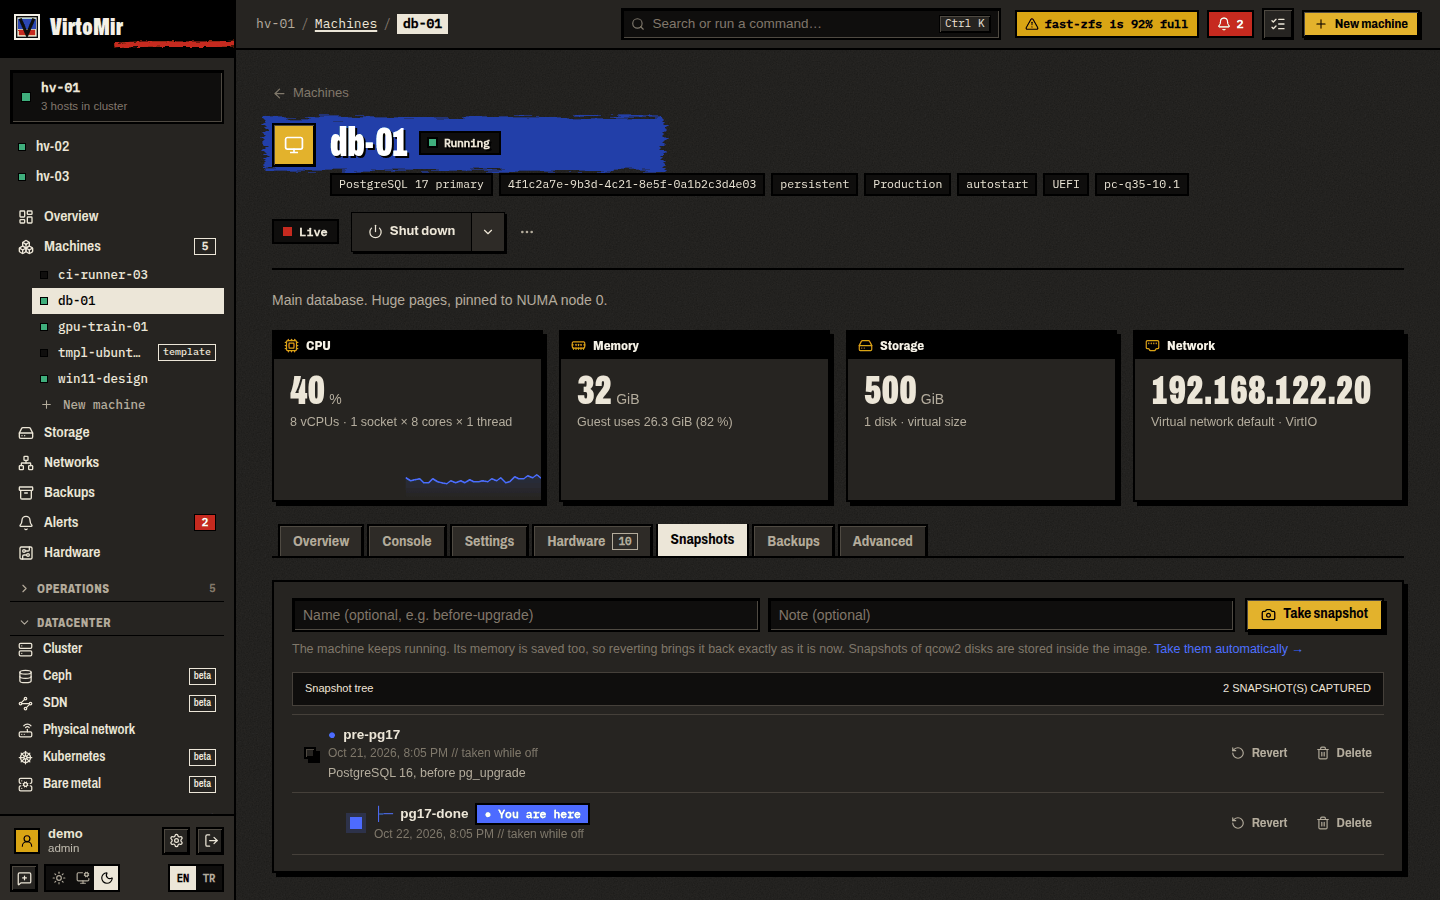 VirtoMir
hv-01 / Machines / db-01
Search or run a command…
Ctrl K
fast-zfs is 92% full
2
New machine
hv-01
3 hosts in cluster
hv-02
hv-03
Overview
Machines
5
ci-runner-03
db-01
gpu-train-01
tmpl-ubunt…
template
win11-design
New machine
Storage
Networks
Backups
Alerts
2
Hardware
OPERATIONS
5
DATACENTER
Cluster
Ceph
beta
SDN
beta
Physical network
Kubernetes
beta
Bare metal
beta
demo
admin
EN
TR
Machines
db-01
Running
PostgreSQL 17 primary
4f1c2a7e-9b3d-4c21-8e5f-0a1b2c3d4e03
persistent
Production
autostart
UEFI
pc-q35-10.1
Live
Shut down
Main database. Huge pages, pinned to NUMA node 0.
CPU
40 %
8 vCPUs · 1 socket × 8 cores × 1 thread
Memory
32 GiB
Guest uses 26.3 GiB (82 %)
Storage
500 GiB
1 disk · virtual size
Network
192.168.122.20
Virtual network default · VirtIO
Overview
Console
Settings
Hardware 10
Snapshots
Backups
Advanced
Name (optional, e.g. before-upgrade)
Note (optional)
Take snapshot
The machine keeps running. Its memory is saved too, so reverting brings it back exactly as it is now. Snapshots of qcow2 disks are stored inside the image. Take them automatically →
Snapshot tree
2 SNAPSHOT(S) CAPTURED
pre-pg17
Oct 21, 2026, 8:05 PM // taken while off
PostgreSQL 16, before pg_upgrade
Revert
Delete
pg17-done
● You are here
Oct 22, 2026, 8:05 PM // taken while off
Revert
Delete